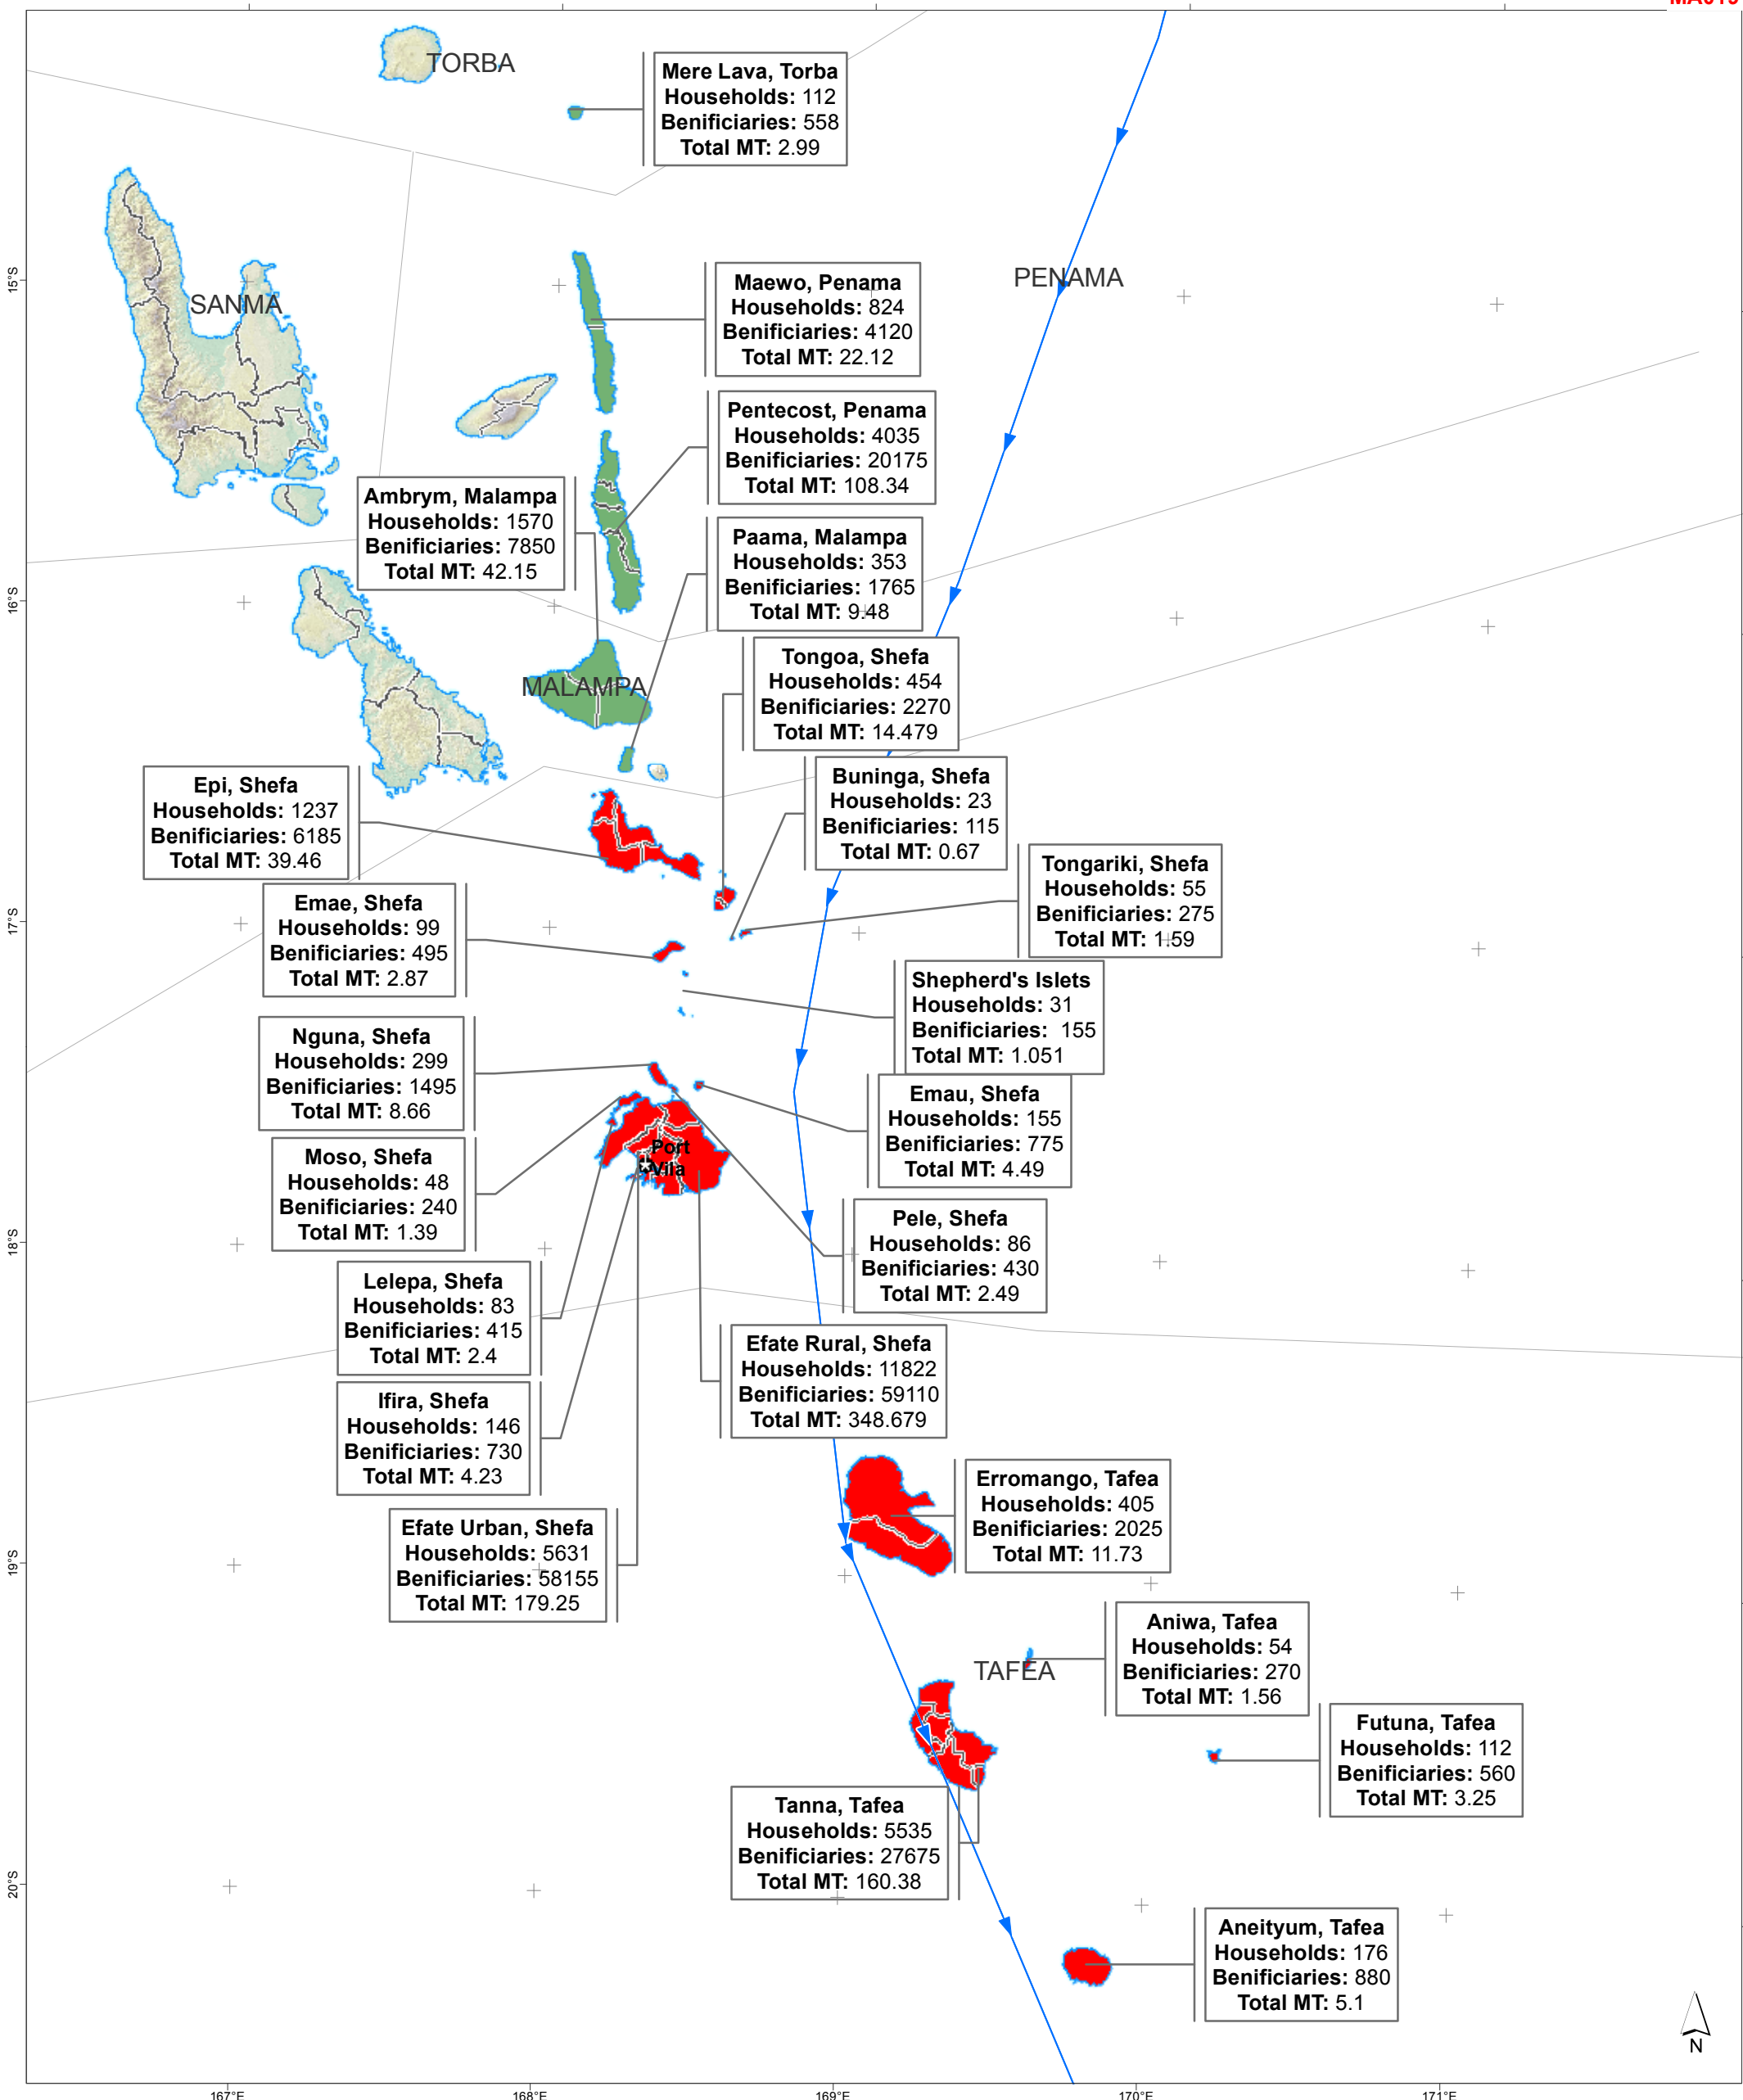 TORBA
Mere Lava, Torba
Households: 112
Benificiaries: 558
Total MT: 2.99
SANMA
PENAMA
Maewo, Penama
Households: 824
Benificiaries: 4120
Total MT: 22.12
Pentecost, Penama
Households: 4035
Benificiaries: 20175
Total MT: 108.34
Ambrym, Malampa
Households: 1570
Benificiaries: 7850
Total MT: 42.15
Paama, Malampa
Households: 353
Benificiaries: 1765
Total MT: 9.48
MALAMPA
Tongoa, Shefa
Households: 454
Benificiaries: 2270
Total MT: 14.479
Epi, Shefa
Households: 1237
Benificiaries: 6185
Total MT: 39.46
Buninga, Shefa
Households: 23
Benificiaries: 115
Total MT: 0.67
Tongariki, Shefa
Households: 55
Benificiaries: 275
Total MT: 1.59
Emae, Shefa
Households: 99
Benificiaries: 495
Total MT: 2.87
Shepherd's Islets
Households: 31
Benificiaries: 155
Total MT: 1.051
Nguna, Shefa
Households: 299
Benificiaries: 1495
Total MT: 8.66
Emau, Shefa
Households: 155
Benificiaries: 775
Total MT: 4.49
Port
Vila
Moso, Shefa
Households: 48
Benificiaries: 240
Total MT: 1.39
Pele, Shefa
Households: 86
Benificiaries: 430
Total MT: 2.49
Lelepa, Shefa
Households: 83
Benificiaries: 415
Total MT: 2.4
Efate Rural, Shefa
Households: 11822
Benificiaries: 59110
Total MT: 348.679
Ifira, Shefa
Households: 146
Benificiaries: 730
Total MT: 4.23
Efate Urban, Shefa
Households: 5631
Benificiaries: 58155
Total MT: 179.25
Erromango, Tafea
Households: 405
Benificiaries: 2025
Total MT: 11.73
Aniwa, Tafea
Households: 54
Benificiaries: 270
Total MT: 1.56
TAFEA
Futuna, Tafea
Households: 112
Benificiaries: 560
Total MT: 3.25
Tanna, Tafea
Households: 5535
Benificiaries: 27675
Total MT: 160.38
Aneityum, Tafea
Households: 176
Benificiaries: 880
Total MT: 5.1
N
15°S
16°S
17°S
18°S
19°S
20°S
167°E
168°E
169°E
170°E
171°E